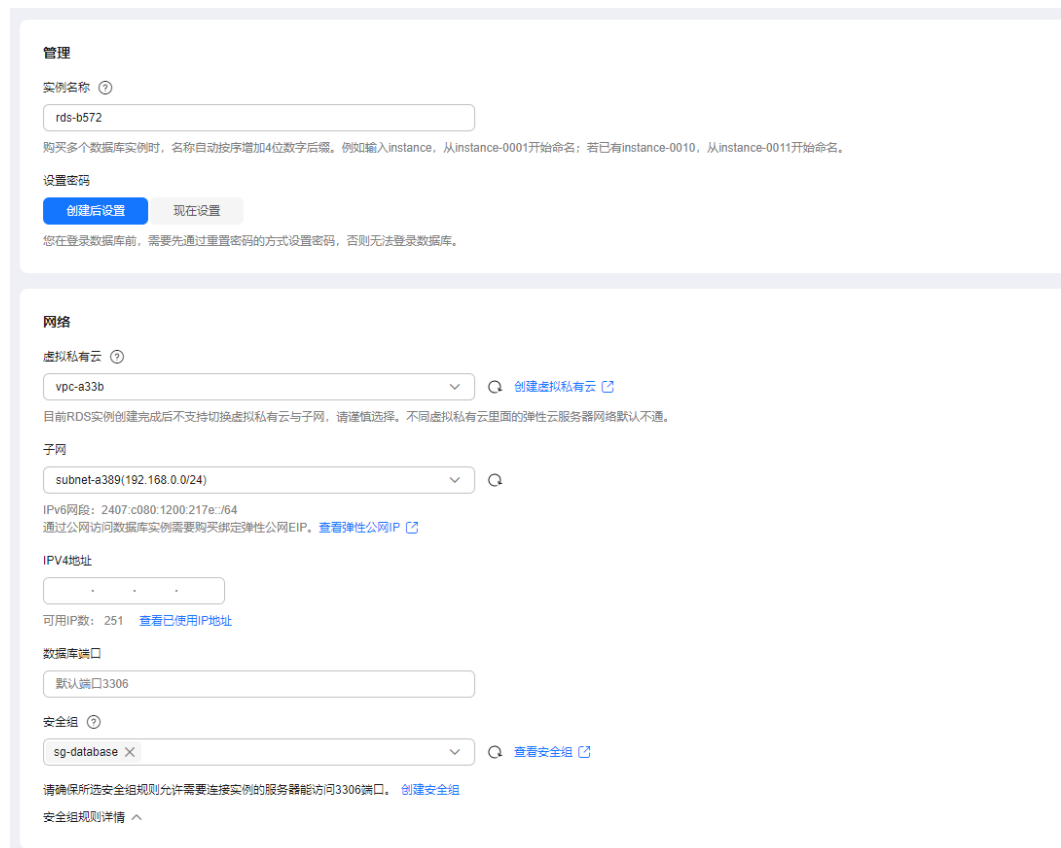 管理
实例名称
rds-b572
购买多个数据库实例时，名称自动按序增加4位数字后缀。例如输入instance，从instance-0001开始命名；若已有instance-0010，从instance-0011开始命名。
设置密码
创建后设置 现在设置
您在登录数据库前，需要先通过重置密码的方式设置密码，否则无法登录数据库。
网络
虚拟私有云
vpc-a33b 创建虚拟私有云
目前RDS实例创建完成后不支持切换虚拟私有云与子网，请谨慎选择。不同虚拟私有云里面的弹性云服务器网络默认不通。
子网
subnet-a389(192.168.0.0/24)
IPv6网段：2407:c080:1200:217e::/64
通过公网访问数据库实例需要购买绑定弹性公网EIP。查看弹性公网IP
IPV4地址
. . .
可用IP数： 251 查看已使用IP地址
数据库端口
默认端口3306
安全组
sg-database 查看安全组
请确保所选安全组规则允许需要连接实例的服务器能访问3306端口。 创建安全组
安全组规则详情